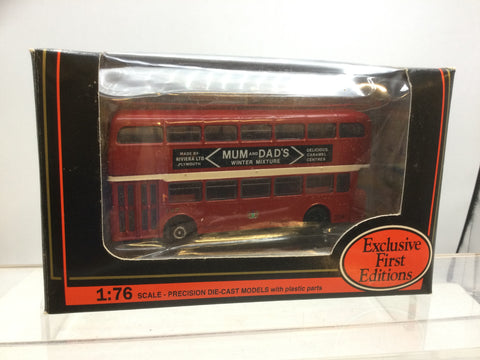 MADE BY
RIVIERA LTD
PLYMOUTH
MUM AND DAD'S
WINTER MIXTURE
DELICIOUS
CARAMEL
CENTRES
Exclusive
First
Editions
1:76 SCALE - PRECISION DIE-CAST MODELS with plastic parts